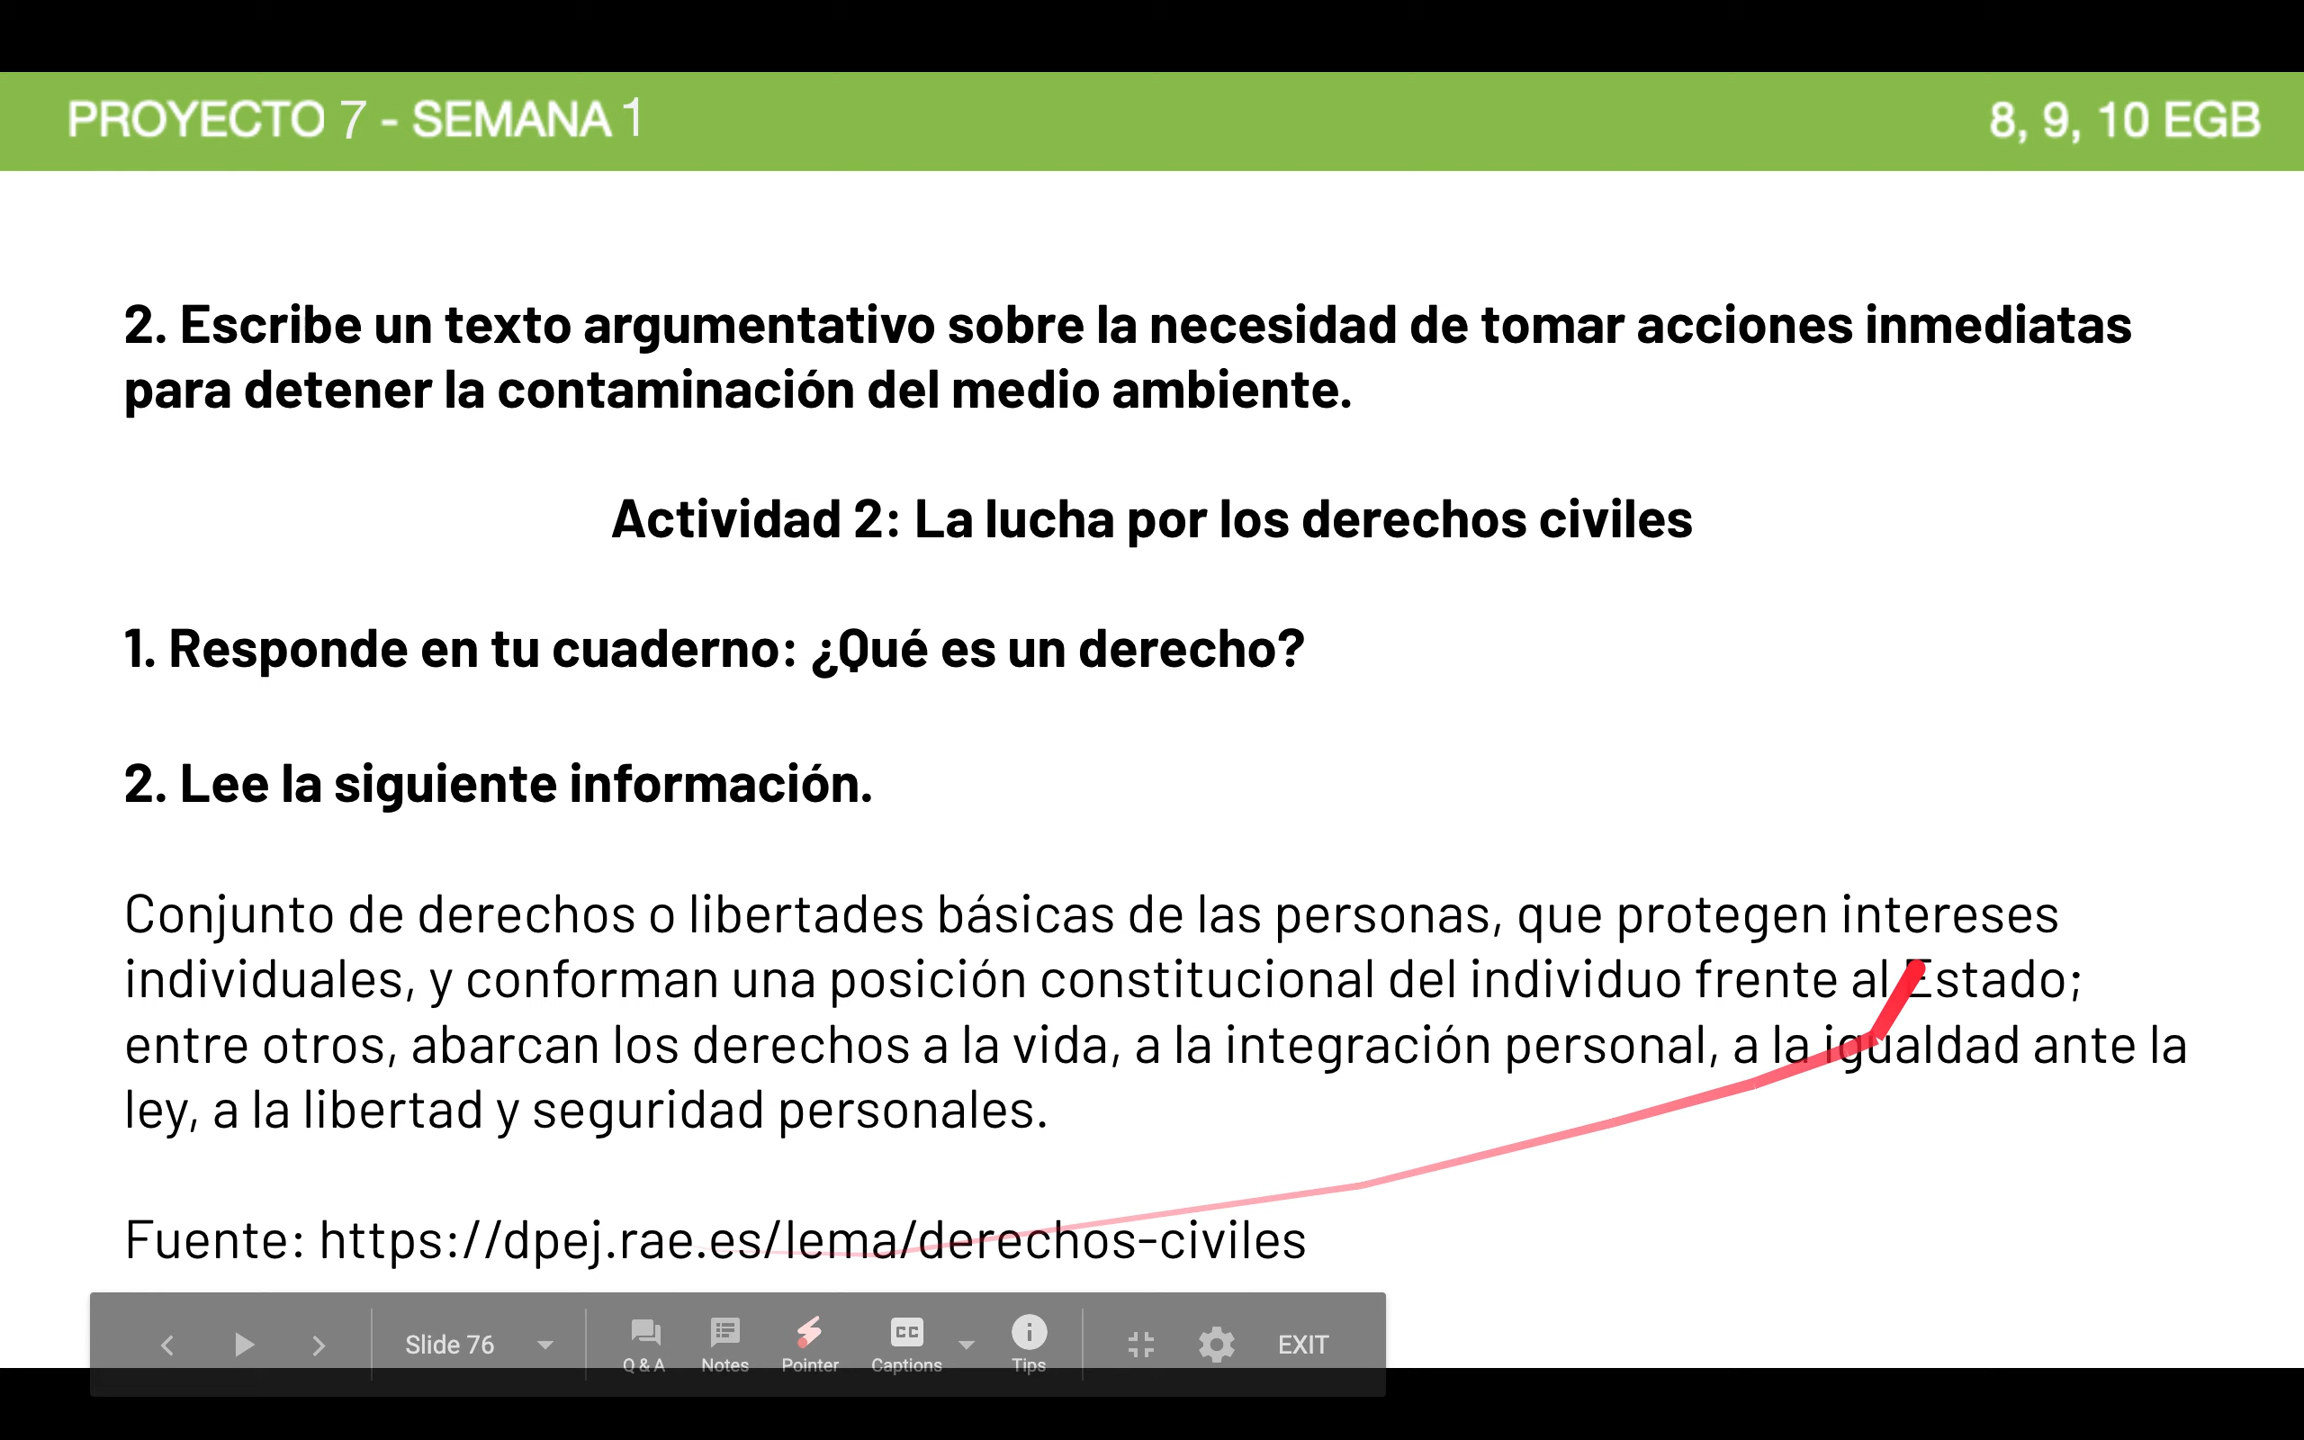 PROYECTO 7 - SEMANA 1
8, 9, 10 EGB
2. Escribe un texto argumentativo sobre la necesidad de tomar acciones inmediatas
para detener la contaminación del medio ambiente.
Actividad 2: La lucha por los derechos civiles
1. Responde en tu cuaderno: ¿Qué es un derecho?
2. Lee la siguiente información.
Conjunto de derechos o libertades básicas de las personas, que protegen intereses
individuales, y conforman una posición constitucional del individuo frente al Estado;
entre otros, abarcan los derechos a la vida, a la integración personal, a la igualdad ante la
ley, a la libertad y seguridad personales.
Fuente: https://dpej.rae.es/lema/derechos-civiles
Slide 76
Q & A
Notes
Pointer
CC
Captions
Tips
EXIT